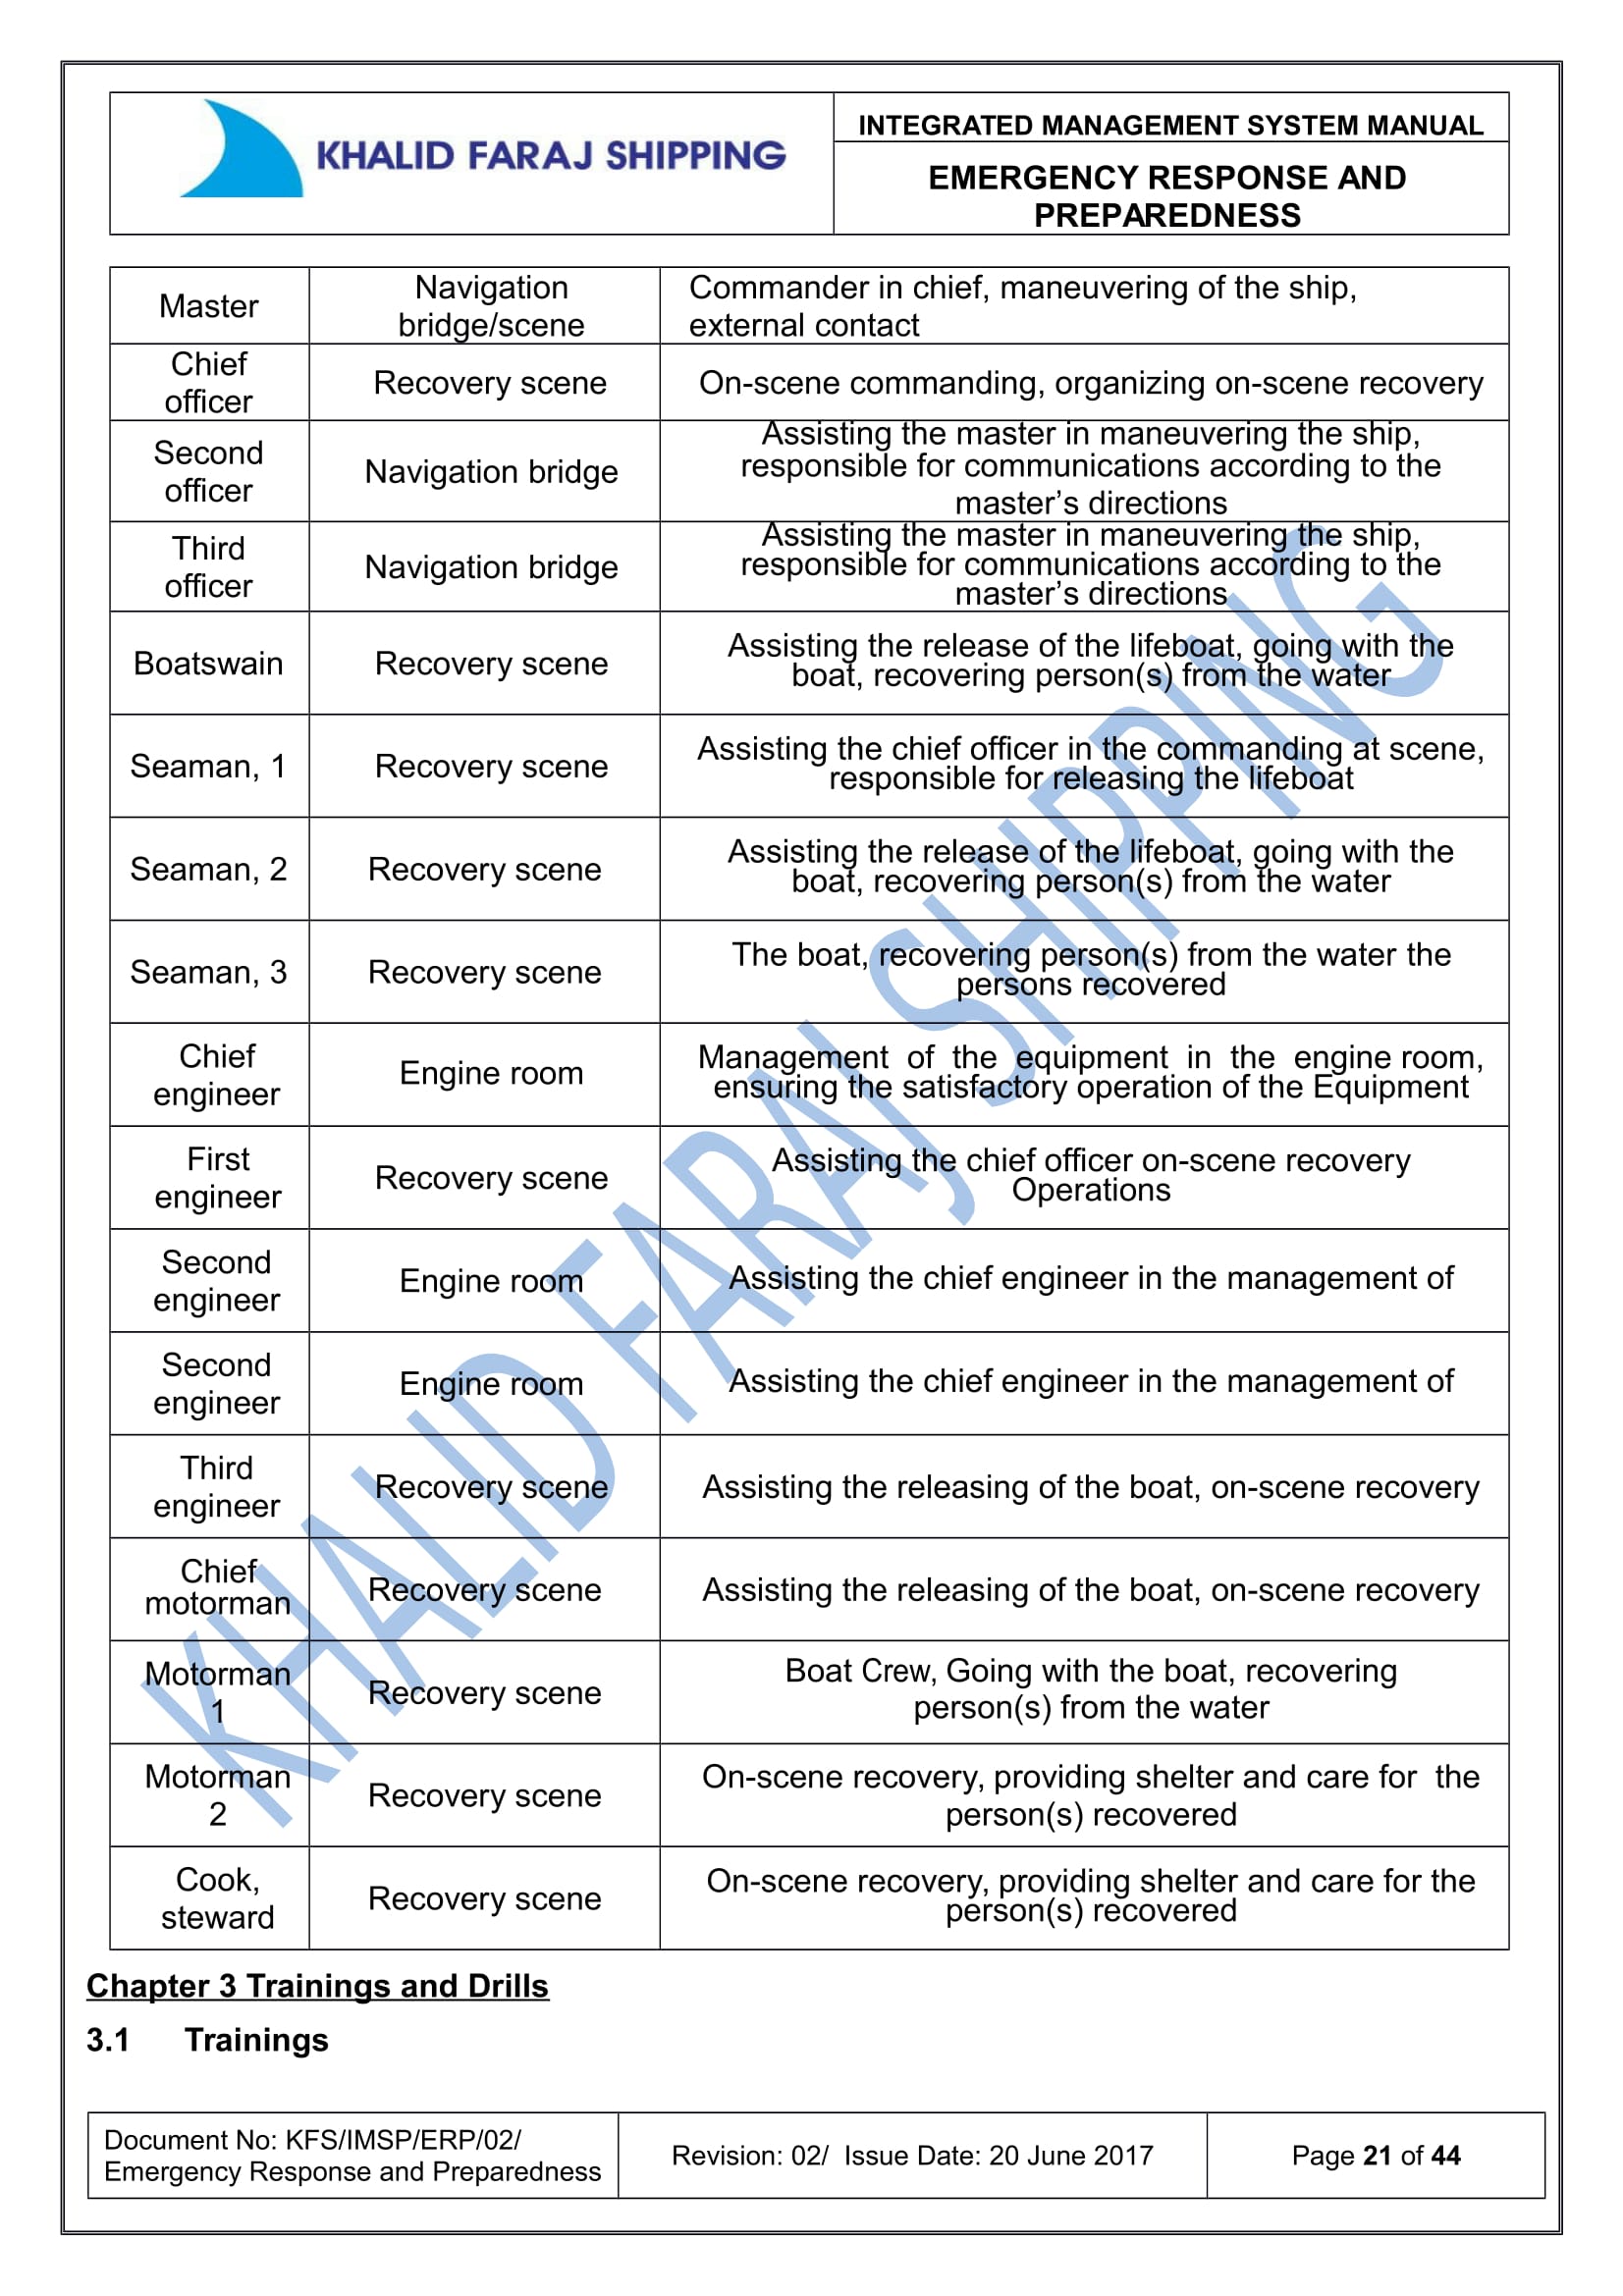 KHALID FARAJ SHIPPING
INTEGRATED MANAGEMENT SYSTEM MANUAL
EMERGENCY RESPONSE AND
PREPAREDNESS
Master
Navigation
bridge/scene
Commander in chief, maneuvering of the ship,
external contact
Chief
officer
Recovery scene
On-scene commanding, organizing on-scene recovery
Second
officer
Navigation bridge
Assisting the master in maneuvering the ship,
responsible for communications according to the
master’s directions
Third
officer
Navigation bridge
Assisting the master in maneuvering the ship,
responsible for communications according to the
master’s directions
Boatswain
Recovery scene
Assisting the release of the lifeboat, going with the
boat, recovering person(s) from the water
Seaman, 1
Recovery scene
Assisting the chief officer in the commanding at scene,
responsible for releasing the lifeboat
Seaman, 2
Recovery scene
Assisting the release of the lifeboat, going with the
boat, recovering person(s) from the water
Seaman, 3
Recovery scene
The boat, recovering person(s) from the water the
persons recovered
Chief
engineer
Engine room
Management of the equipment in the engine room,
ensuring the satisfactory operation of the Equipment
First
engineer
Recovery scene
Assisting the chief officer on-scene recovery
Operations
Second
engineer
Engine room
Assisting the chief engineer in the management of
Second
engineer
Engine room
Assisting the chief engineer in the management of
Third
engineer
Recovery scene
Assisting the releasing of the boat, on-scene recovery
Chief
motorman
Recovery scene
Assisting the releasing of the boat, on-scene recovery
Motorman
1
Recovery scene
Boat Crew, Going with the boat, recovering
person(s) from the water
Motorman
2
Recovery scene
On-scene recovery, providing shelter and care for the
person(s) recovered
Cook,
steward
Recovery scene
On-scene recovery, providing shelter and care for the
person(s) recovered
KHALID FARAJ SHIPPING
Chapter 3 Trainings and Drills
3.1 Trainings
Document No: KFS/IMSP/ERP/02/
Emergency Response and Preparedness
Revision: 02/ Issue Date: 20 June 2017
Page 21 of 44